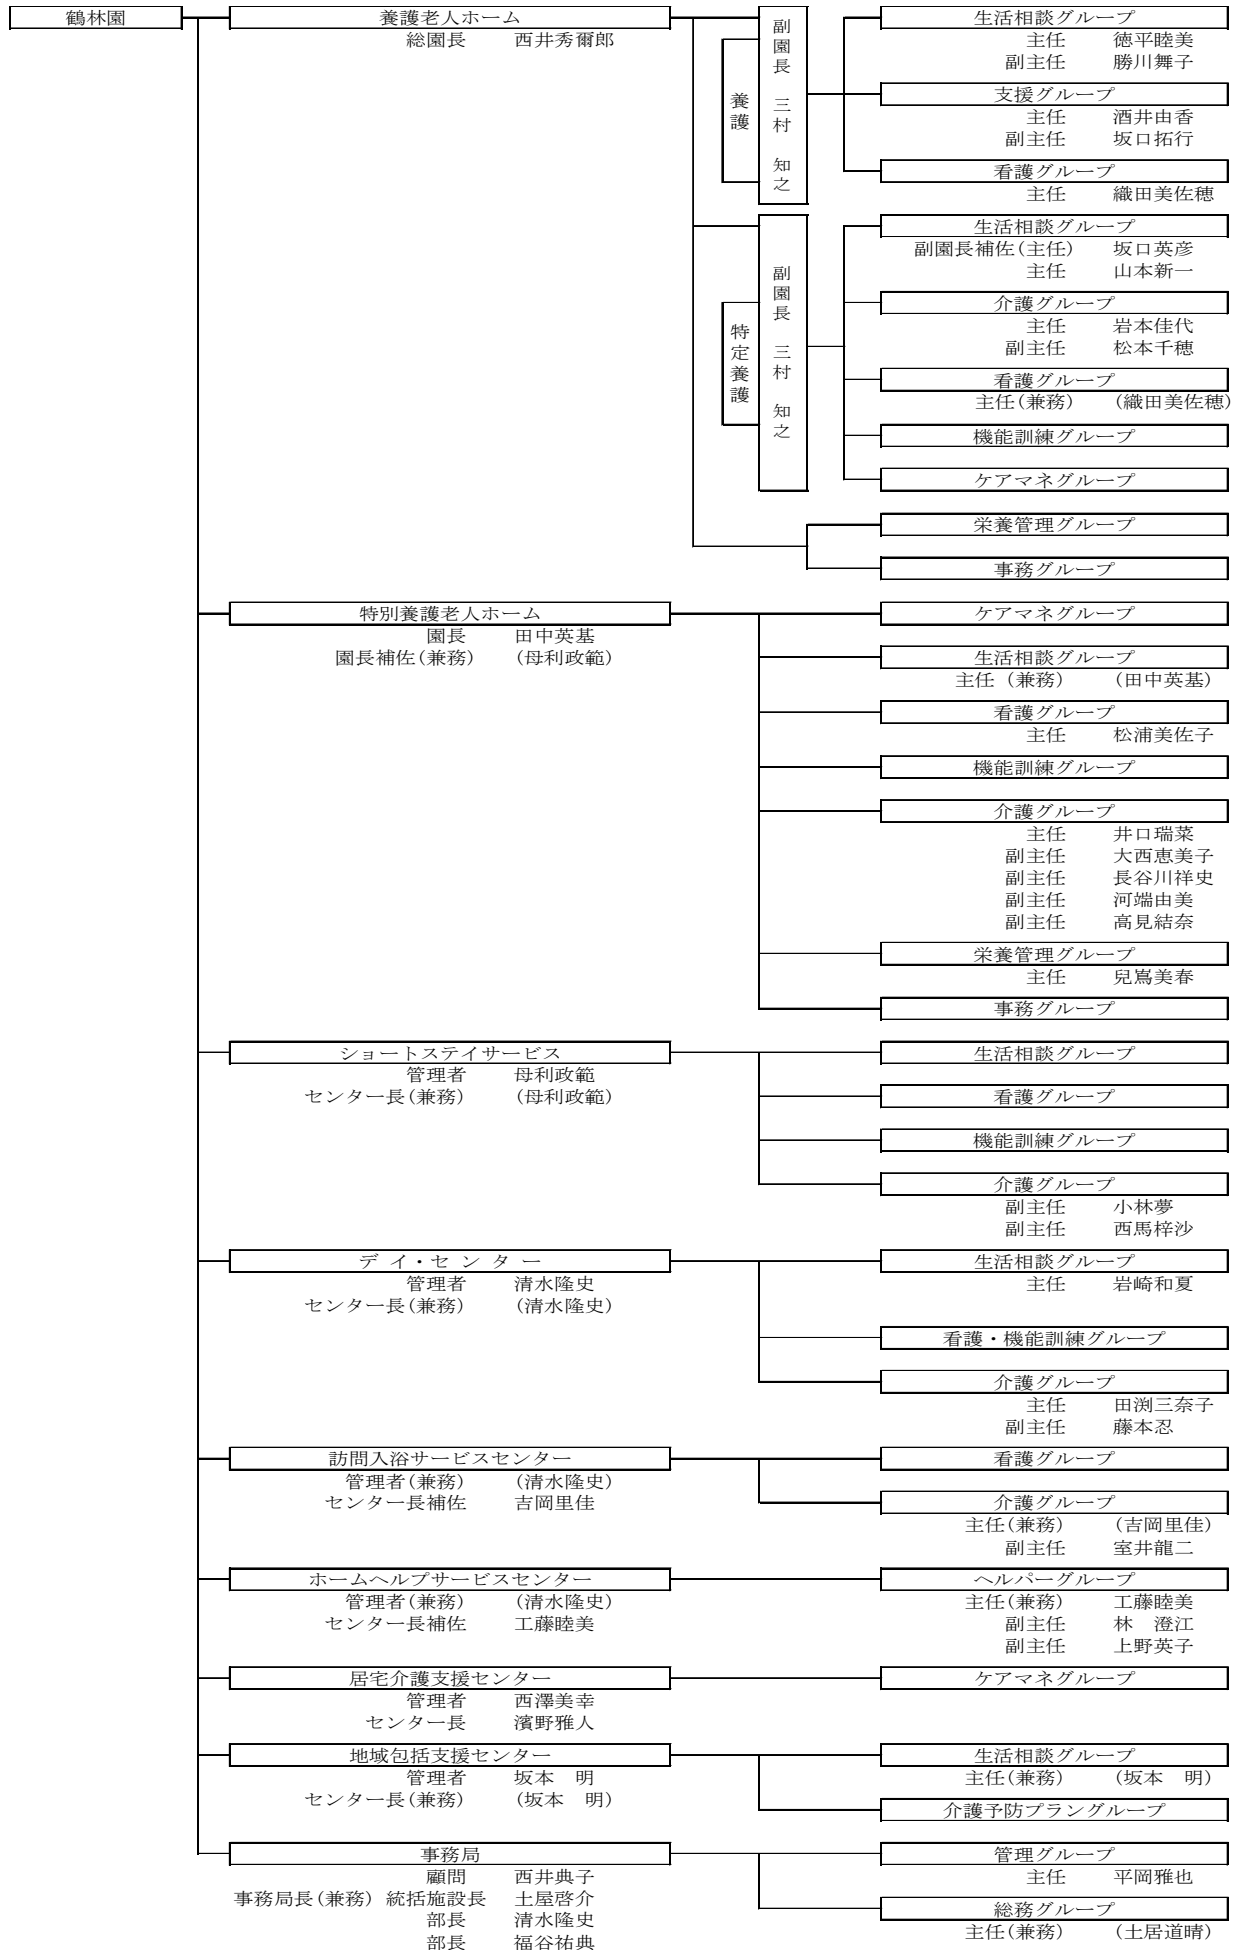 鶴林園
養護老人ホーム
総園長 西井秀爾郎
養護
副園長 三村 知之
生活相談グループ
主任 徳平睦美
副主任 勝川舞子
支援グループ
主任 酒井由香
副主任 坂口拓行
看護グループ
主任 織田美佐穂
特定養護
副園長 三村 知之
生活相談グループ
副園長補佐(主任) 坂口英彦
主任 山本新一
介護グループ
主任 岩本佳代
副主任 松本千穂
看護グループ
主任(兼務) (織田美佐穂)
機能訓練グループ
ケアマネグループ
栄養管理グループ
事務グループ
特別養護老人ホーム
園長 田中英基
園長補佐(兼務) (母利政範)
ケアマネグループ
生活相談グループ
主任 (兼務) (田中英基)
看護グループ
主任 松浦美佐子
機能訓練グループ
介護グループ
主任 井口瑞菜
副主任 大西恵美子
副主任 長谷川祥史
副主任 河端由美
副主任 高見結奈
栄養管理グループ
主任 兒嶌美春
事務グループ
ショートステイサービス
管理者 母利政範
センター長(兼務) (母利政範)
生活相談グループ
看護グループ
機能訓練グループ
介護グループ
副主任 小林夢
副主任 西馬梓沙
デイ・センター
管理者 清水隆史
センター長(兼務) (清水隆史)
生活相談グループ
主任 岩崎和夏
看護・機能訓練グループ
介護グループ
主任 田渕三奈子
副主任 藤本忍
訪問入浴サービスセンター
管理者(兼務) (清水隆史)
センター長補佐 吉岡里佳
看護グループ
介護グループ
主任(兼務) (吉岡里佳)
副主任 室井龍二
ホームヘルプサービスセンター
管理者(兼務) (清水隆史)
センター長補佐 工藤睦美
ヘルパーグループ
主任(兼務) 工藤睦美
副主任 林 澄江
副主任 上野英子
居宅介護支援センター
管理者 西澤美幸
センター長 濱野雅人
ケアマネグループ
地域包括支援センター
管理者 坂本 明
センター長(兼務) (坂本 明)
生活相談グループ
主任(兼務) (坂本 明)
介護予防プラングループ
事務局
顧問 西井典子
事務局長(兼務) 統括施設長 土屋啓介
部長 清水隆史
部長 福谷祐典
管理グループ
主任 平岡雅也
総務グループ
主任(兼務) (土居道晴)